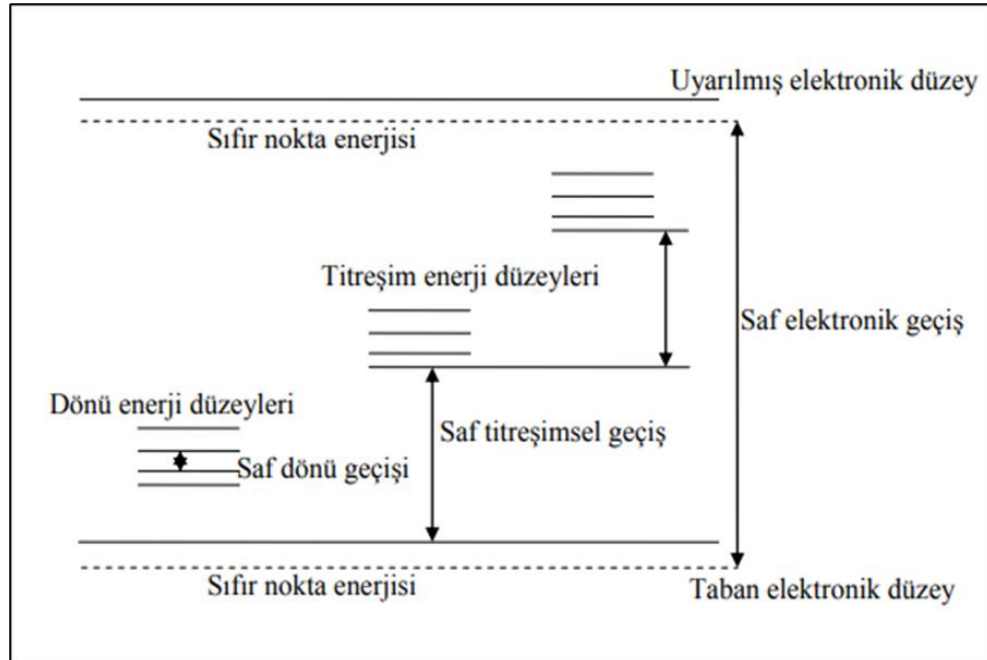 Uyarılmış elektronik düzey
Sıfır nokta enerjisi
Titreşim enerji düzeyleri
Saf elektronik geçiş
Dönü enerji düzeyleri
Saf titreşimsel geçiş
Saf dönü geçişi
Sıfır nokta enerjisi
Taban elektronik düzey